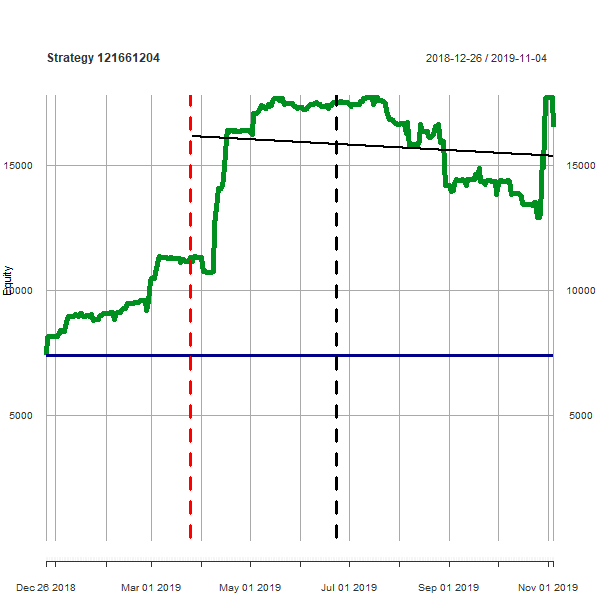 Strategy 121661204
2018-12-26 / 2019-11-04
15000
15000
Equity
10000
10000
5000
5000
Dec 26 2018
Mar 01 2019
May 01 2019
Jul 01 2019
Sep 01 2019
Nov 01 2019